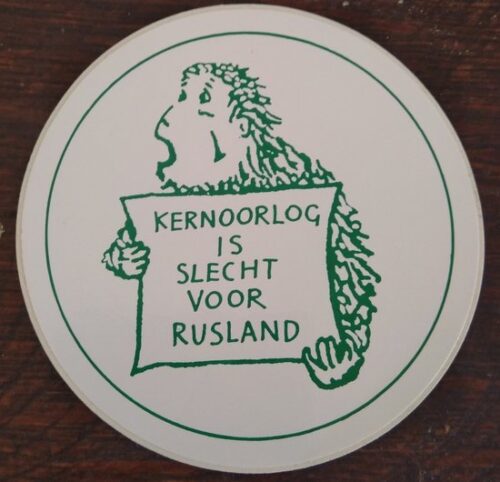 KERNOORLOG
IS
SLECHT
VOOR
RUSLAND